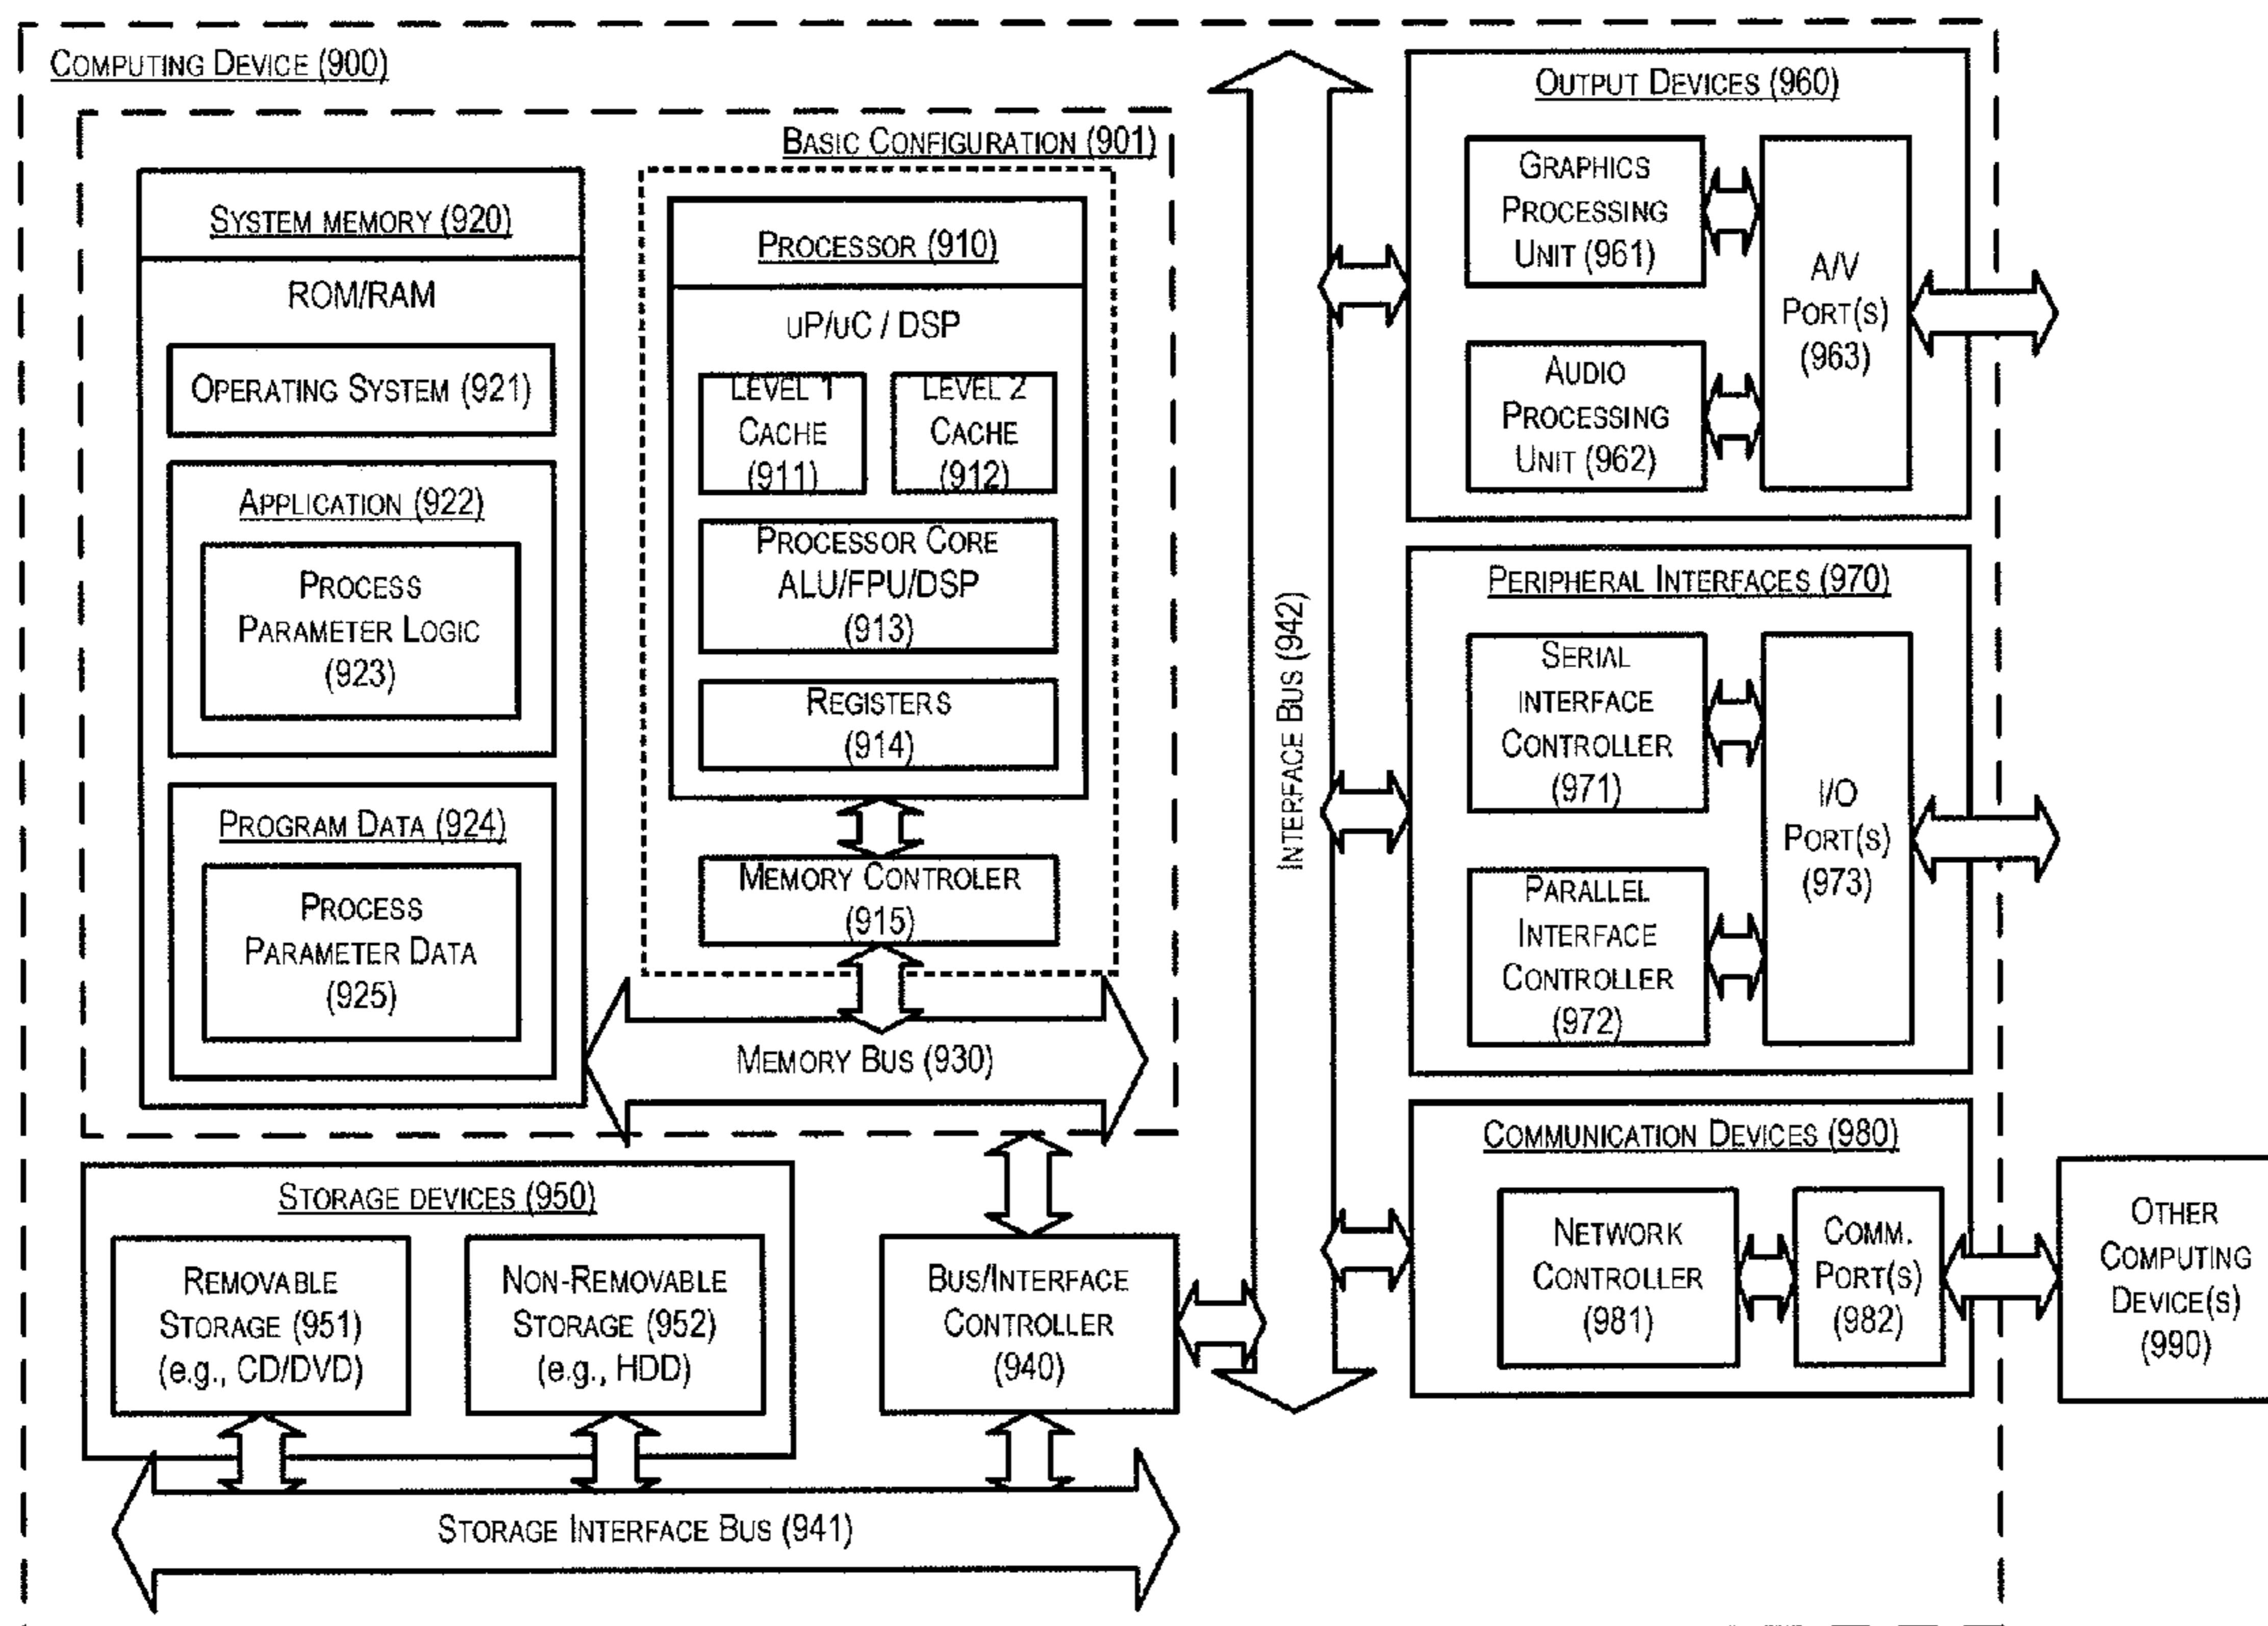 COMPUTING DEVICE (900)
BASIC CONFIGURATION (901)
SYSTEM MEMORY (920)
ROM/RAM
OPERATING SYSTEM (921)
APPLICATION (922)
PROCESS
PARAMETER LOGIC
(923)
PROGRAM DATA (924)
PROCESS
PARAMETER DATA
(925)
PROCESSOR (910)
uP/uC / DSP
LEVEL 1
CACHE
(911)
LEVEL 2
CACHE
(912)
PROCESSOR CORE
ALU/FPU/DSP
(913)
REGISTERS
(914)
MEMORY CONTROLER
(915)
MEMORY BUS (930)
STORAGE DEVICES (950)
REMOVABLE
STORAGE (951)
(e.g., CD/DVD)
NON-REMOVABLE
STORAGE (952)
(e.g., HDD)
BUS/INTERFACE
CONTROLLER
(940)
STORAGE INTERFACE BUS (941)
INTERFACE BUS (942)
OUTPUT DEVICES (960)
GRAPHICS
PROCESSING
UNIT (961)
AUDIO
PROCESSING
UNIT (962)
A/V
PORT(S)
(963)
PERIPHERAL INTERFACES (970)
SERIAL
INTERFACE
CONTROLLER
(971)
PARALLEL
INTERFACE
CONTROLLER
(972)
I/O
PORT(S)
(973)
COMMUNICATION DEVICES (980)
NETWORK
CONTROLLER
(981)
COMM.
PORT(S)
(982)
OTHER
COMPUTING
DEVICE(S)
(990)